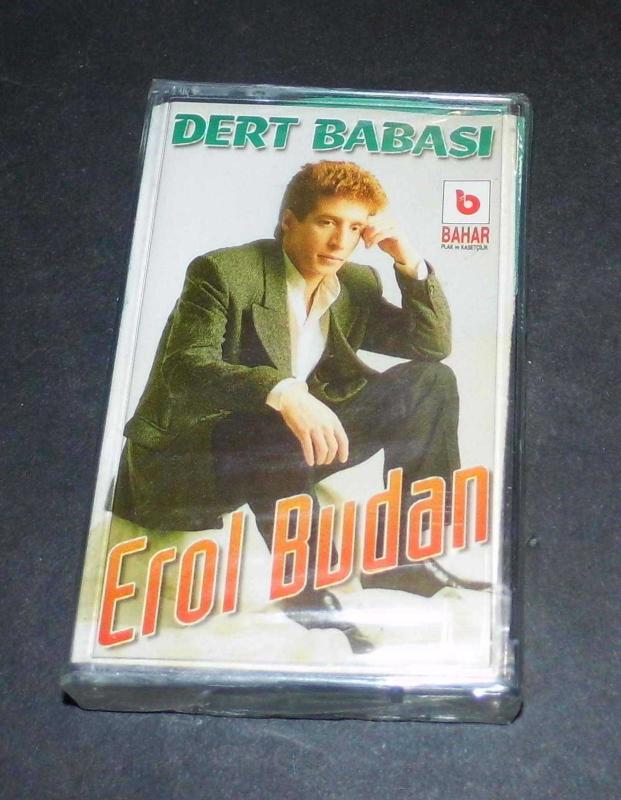 DERT BABASI
b
BAHAR
PLAK ve KASETÇİLİK
Erol Budan